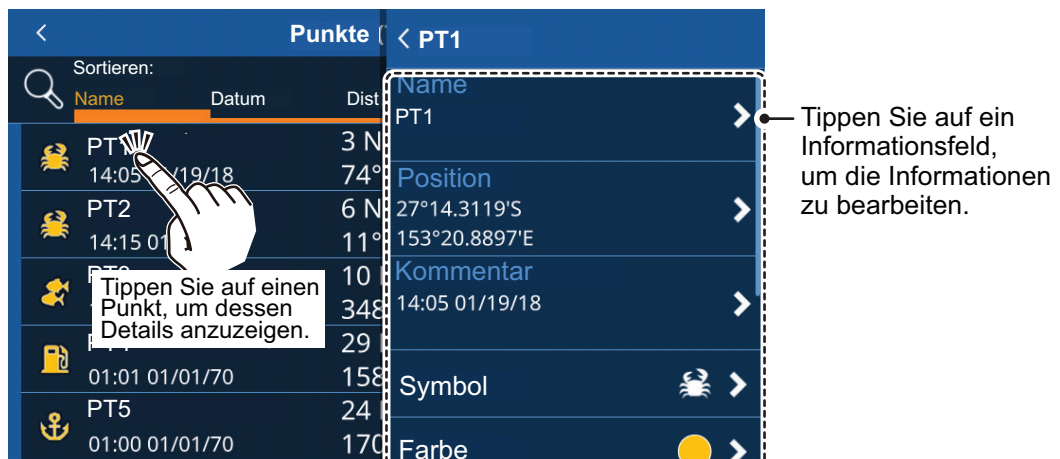 Punkte
Sortieren:
Name Datum Dist
PT1
3 N
14:05 /19/18
74°
PT2
6 N
14:15 01
11°
10
348
29
01:01 01/01/70
158
PT5
24
01:00 01/01/70
170
Tippen Sie auf einen
Punkt, um dessen
Details anzuzeigen.
PT1
Name
PT1
Position
27°14.3119'S
153°20.8897'E
Kommentar
14:05 01/19/18
Symbol
Farbe
Tippen Sie auf ein
Informationsfeld,
um die Informationen
zu bearbeiten.